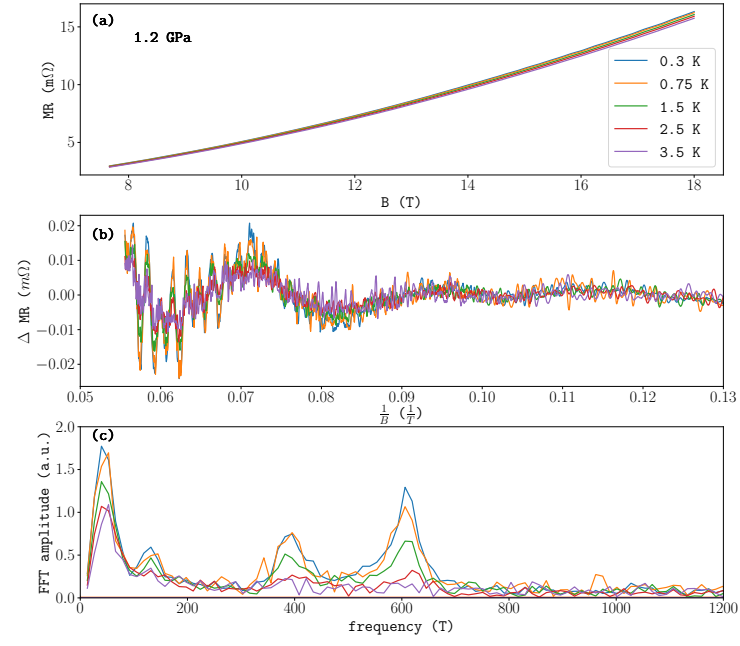 (a)
1.2 GPa
15
10
5
MR (mΩ)
0.3 K
0.75 K
1.5 K
2.5 K
3.5 K
8 10 12 14 16 18
B (T)
(b)
0.02
0.01
0.00
−0.01
−0.02
Δ MR (mΩ)
0.05 0.06 0.07 0.08 0.09 0.10 0.11 0.12 0.13
1/B (1/T)
(c)
2.0
1.5
1.0
0.5
0.0
FFT amplitude (a.u.)
0 200 400 600 800 1000 1200
frequency (T)